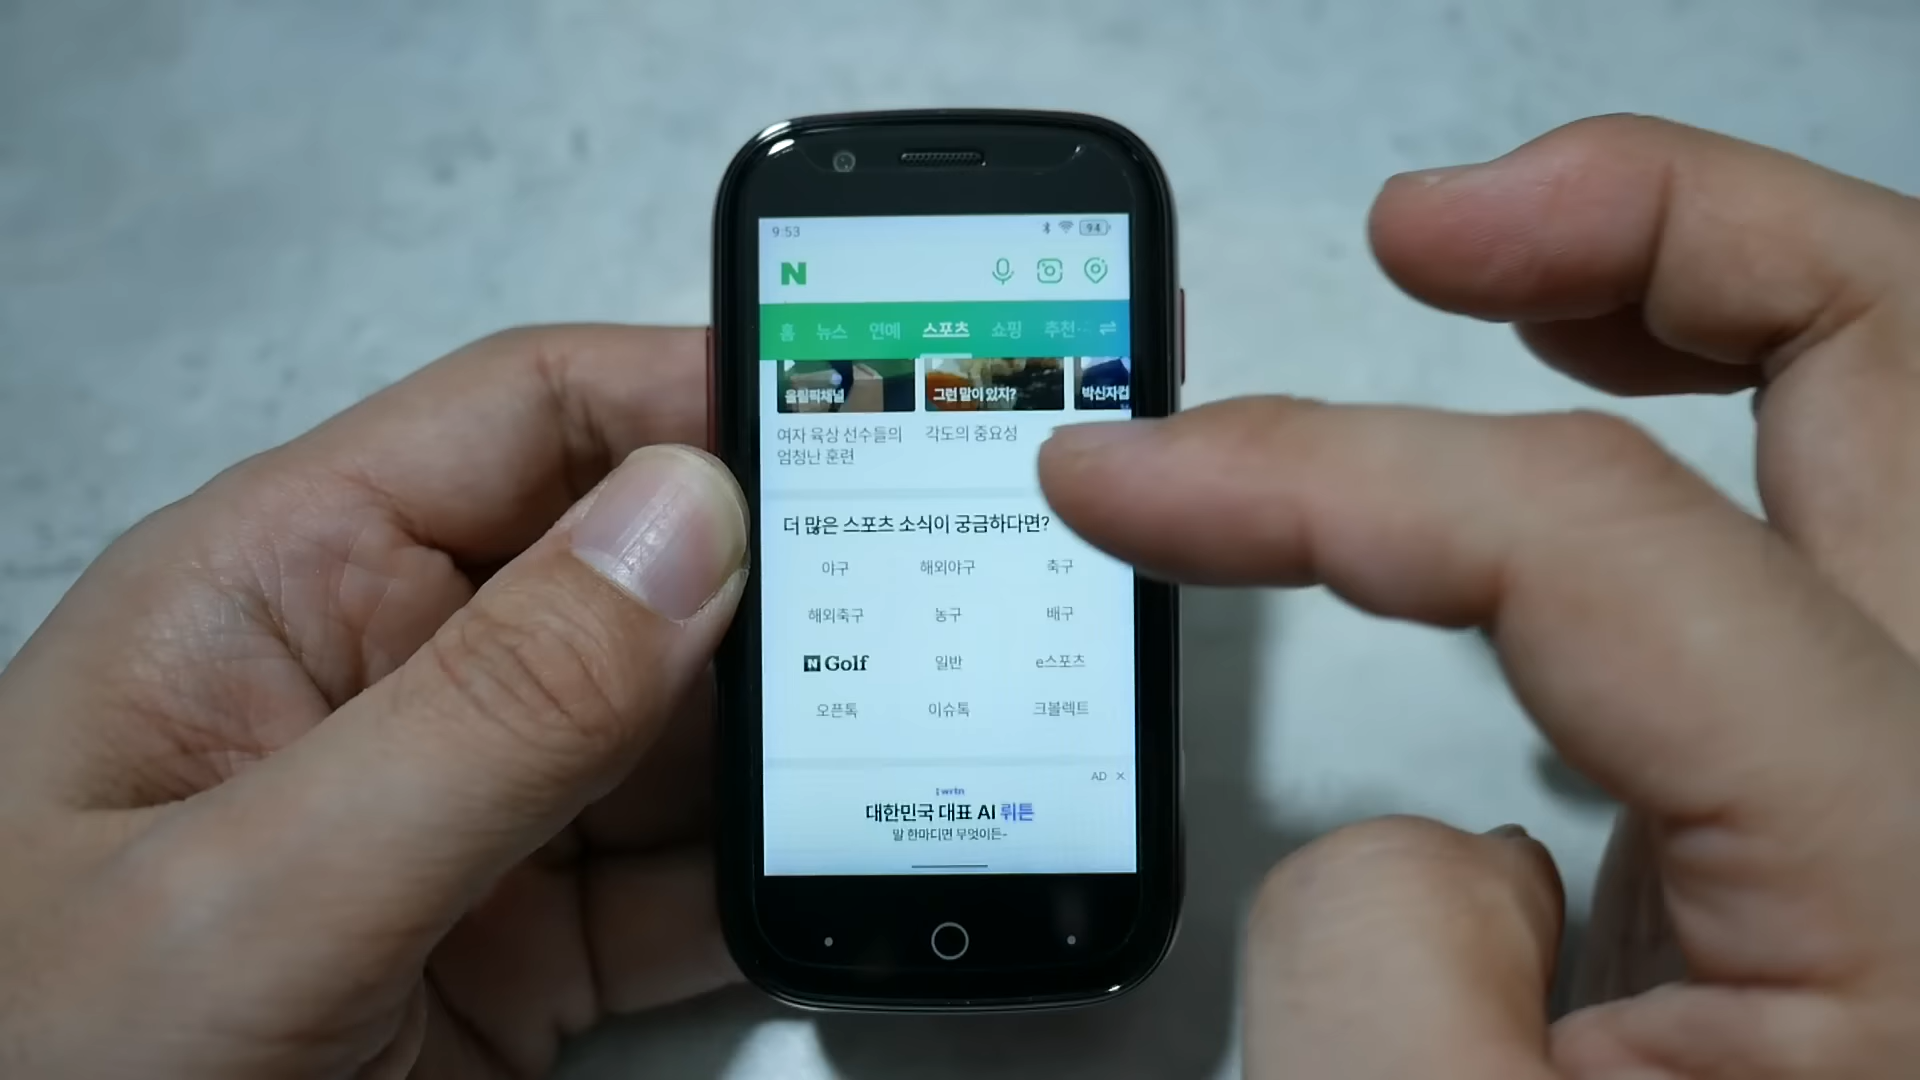 9:53
94
N
홈 뉴스 연예 스포츠 쇼핑 추천··
올림픽채널
그런 말이 있지?
박신자컵
여자 육상 선수들의
엄청난 훈련
각도의 중요성
더 많은 스포츠 소식이 궁금하다면?
야구 해외야구 축구
해외축구 농구 배구
N Golf 일반 e스포츠
오픈톡 이슈톡 크보렉트
AD ×
wrtn
대한민국 대표 AI 뤼튼
말 한마디면 무엇이든~